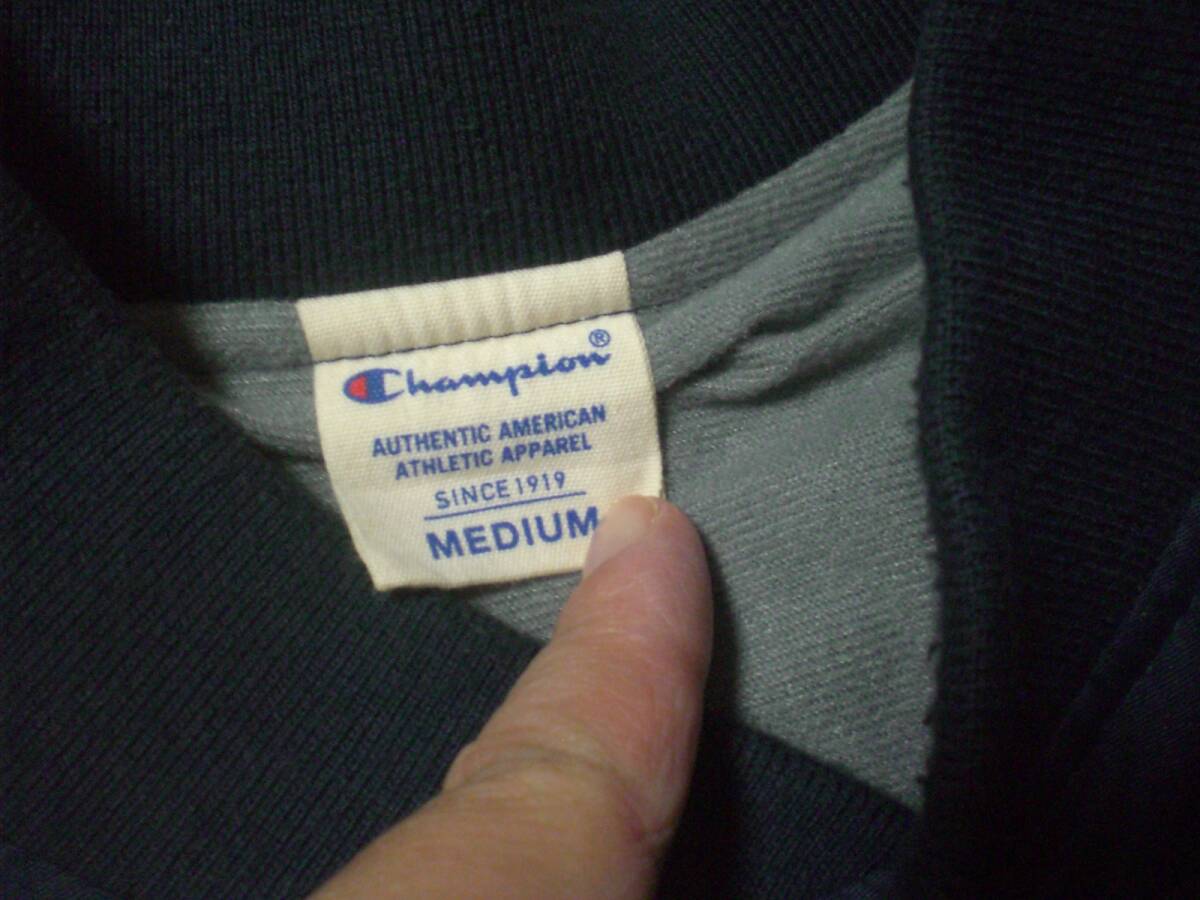 Champion®
AUTHENTIC AMERICAN
ATHLETIC APPAREL
SINCE 1919
MEDIUM